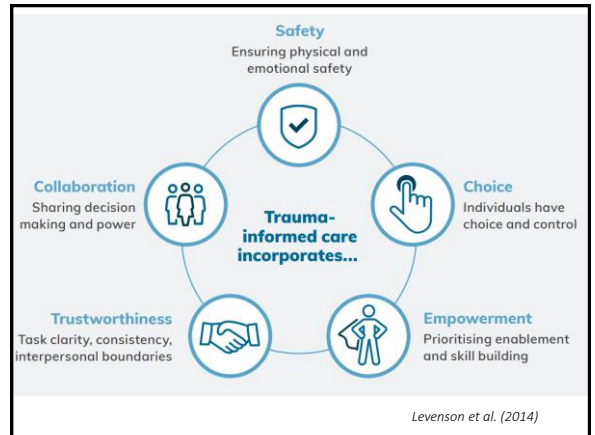 Safety
Ensuring physical and
emotional safety
Choice
Individuals have
choice and control
Empowerment
Prioritising enablement
and skill building
Trustworthiness
Task clarity, consistency,
interpersonal boundaries
Collaboration
Sharing decision
making and power
Trauma-
informed care
incorporates...
Levenson et al. (2014)